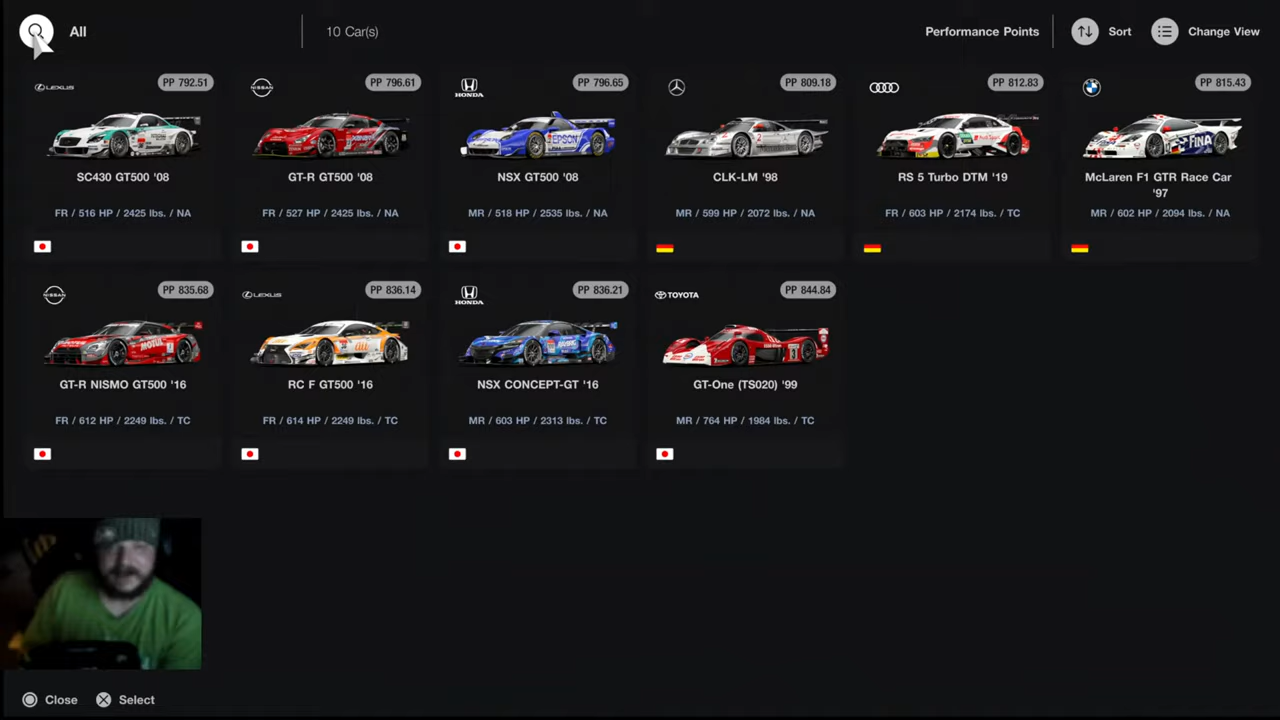 All
10 Car(s)
Performance Points
Sort
Change View
LEXUS
PP 792.51
SC430 GT500 '08
FR / 516 HP / 2425 lbs. / NA
NISSAN
PP 796.61
GT-R GT500 '08
FR / 527 HP / 2425 lbs. / NA
HONDA
PP 796.65
EPSON
NSX GT500 '08
MR / 518 HP / 2535 lbs. / NA
PP 809.18
CLK-LM '98
MR / 599 HP / 2072 lbs. / NA
PP 812.83
RS 5 Turbo DTM '19
FR / 603 HP / 2174 lbs. / TC
PP 815.43
FINA
McLaren F1 GTR Race Car
'97
MR / 602 HP / 2094 lbs. / NA
NISSAN
PP 835.68
MOTUL
GT-R NISMO GT500 '16
FR / 612 HP / 2249 lbs. / TC
LEXUS
PP 836.14
au
RC F GT500 '16
FR / 614 HP / 2249 lbs. / TC
HONDA
PP 836.21
NSX CONCEPT-GT '16
MR / 603 HP / 2313 lbs. / TC
TOYOTA
PP 844.84
3
GT-One (TS020) '99
MR / 764 HP / 1984 lbs. / TC
Close
Select